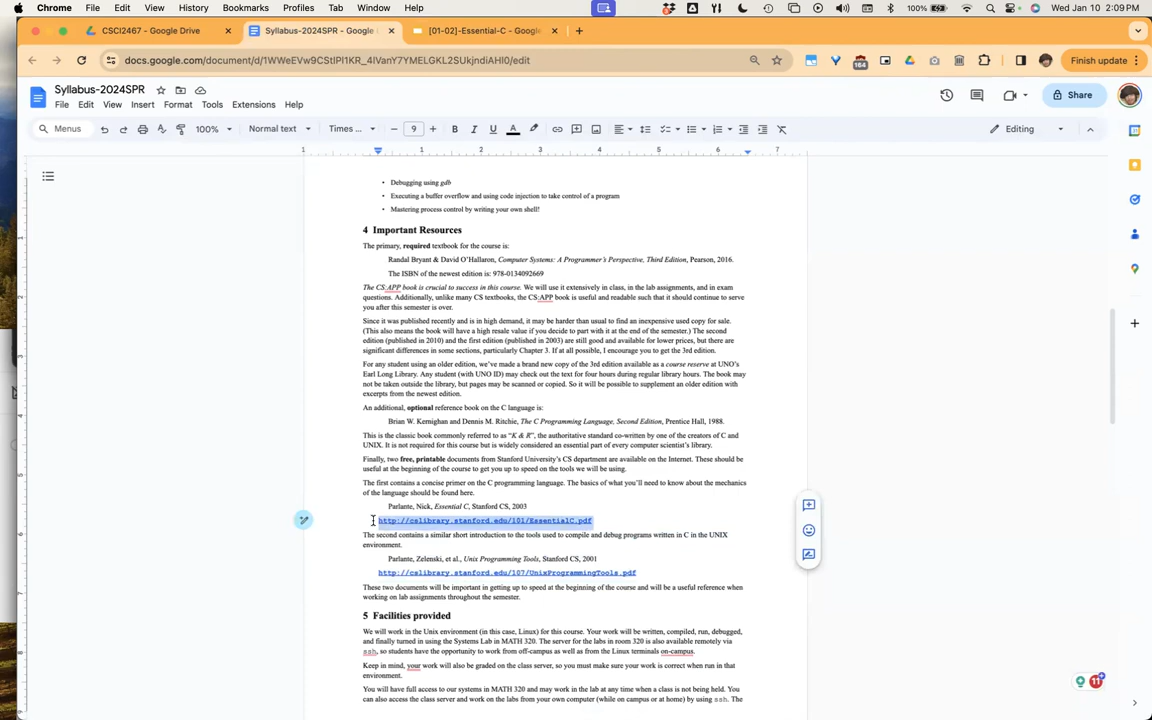 Chrome File Edit View History Bookmarks Profiles Tab Window Help 100% Wed Jan 10 2:09 PM
CSCI2467 - Google Drive × Syllabus-2024SPR - Google × [01-02]-Essential-C - Google × +
docs.google.com/document/d/1WWeEVw9CStIPI1KR_4IVanY7YMELGKL2SUkjndiAHI0/edit 164 Finish update
Syllabus-2024SPR
File Edit View Insert Format Tools Extensions Help
Share
Menus 100% Normal text Times ... 9 B I U A Editing
1 1 2 3 4 5 6 7
• Debugging using gdb
• Executing a buffer overflow and using code injection to take control of a program
• Mastering process control by writing your own shell!
4 Important Resources
The primary, required textbook for the course is:
Randal Bryant & David O'Hallaron, Computer Systems: A Programmer's Perspective, Third Edition, Pearson, 2016.
The ISBN of the newest edition is: 978-0134092669
The CS:APP book is crucial to success in this course. We will use it extensively in class, in the lab assignments, and in exam
questions. Additionally, unlike many CS textbooks, the CS:APP book is useful and readable such that it should continue to serve
you after this semester is over.
Since it was published recently and is in high demand, it may be harder than usual to find an inexpensive used copy for sale.
(This also means the book will have a high resale value if you decide to part with it at the end of the semester.) The second
edition (published in 2010) and the first edition (published in 2003) are still good and available for lower prices, but there are
significant differences in some sections, particularly Chapter 3. If at all possible, I encourage you to get the 3rd edition.
For any student using an older edition, we've made a brand new copy of the 3rd edition available as a course reserve at UNO's
Earl Long Library. Any student (with UNO ID) may check out the text for four hours during regular library hours. The book may
not be taken outside the library, but pages may be scanned or copied. So it will be possible to supplement an older edition with
excerpts from the newest edition.
An additional, optional reference book on the C language is:
Brian W. Kernighan and Dennis M. Ritchie, The C Programming Language, Second Edition, Prentice Hall, 1988.
This is the classic book commonly referred to as "K & R", the authoritative standard co-written by one of the creators of C and
UNIX. It is not required for this course but is widely considered an essential part of every computer scientist's library.
Finally, two free, printable documents from Stanford University's CS department are available on the Internet. These should be
useful at the beginning of the course to get you up to speed on the tools we will be using.
The first contains a concise primer on the C programming language. The basics of what you'll need to know about the mechanics
of the language should be found here.
Parlante, Nick, Essential C, Stanford CS, 2003
http://cslibrary.stanford.edu/101/EssentialC.pdf
The second contains a similar short introduction to the tools used to compile and debug programs written in C in the UNIX
environment.
Parlante, Zelenski, et al., Unix Programming Tools, Stanford CS, 2001
http://cslibrary.stanford.edu/107/UnixProgrammingTools.pdf
These two documents will be important in getting up to speed at the beginning of the course and will be a useful reference when
working on lab assignments throughout the semester.
5 Facilities provided
We will work in the Unix environment (in this case, Linux) for this course. Your work will be written, compiled, run, debugged,
and finally turned in using the Systems Lab in MATH 320. The server for the labs in room 320 is also available remotely via
ssh, so students have the opportunity to work from off-campus as well as from the Linux terminals on-campus.
Keep in mind, your work will also be graded on the class server, so you must make sure your work is correct when run in that
environment.
You will have full access to our systems in MATH 320 and may work in the lab at any time when a class is not being held. You
can also access the class server and work on the labs from your own computer (while on campus or at home) by using ssh. The
11